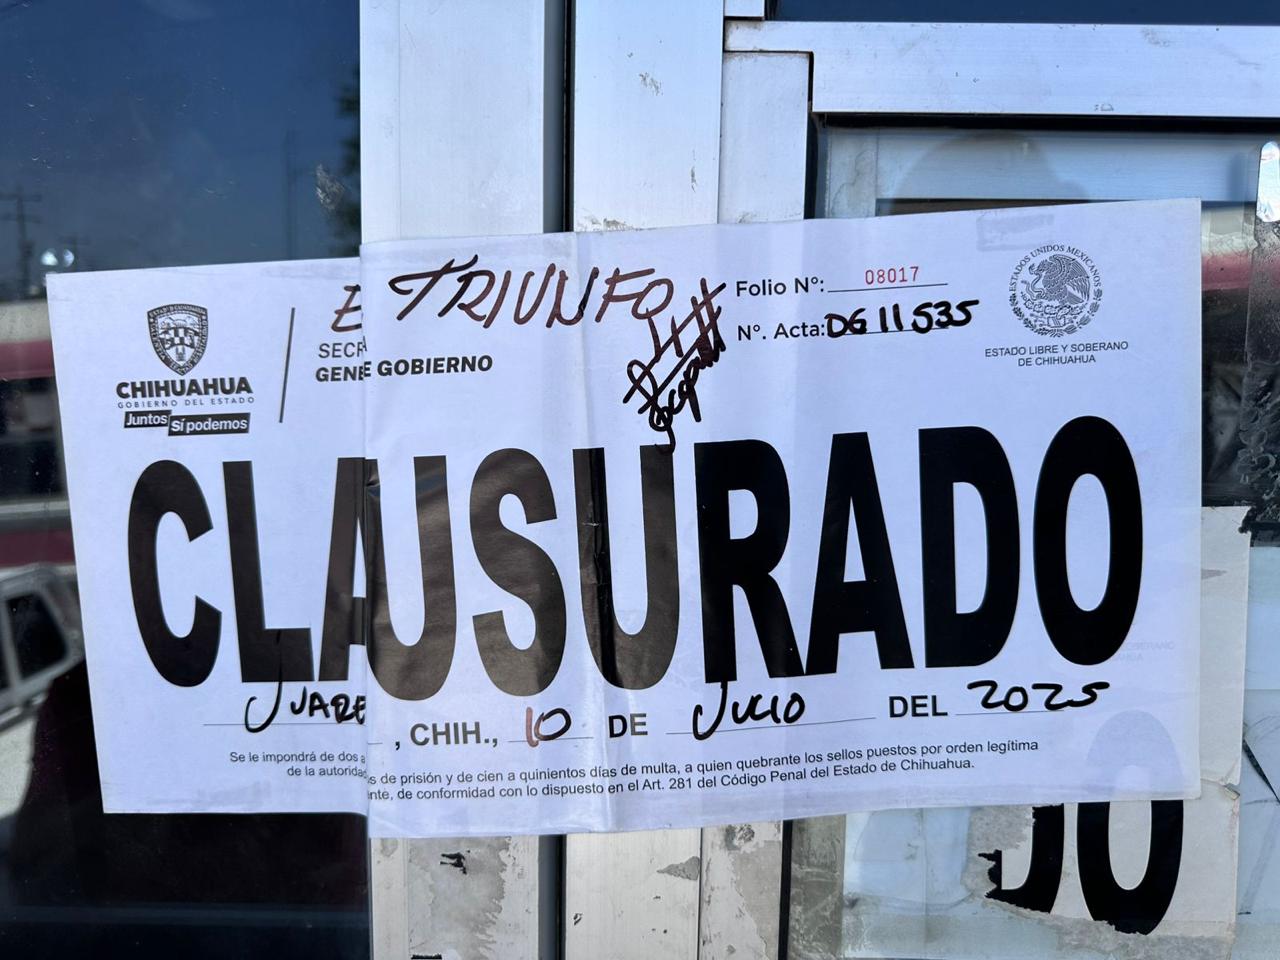 E TRIUNFO
Folio Nº: 08017
Nº. Acta: DG 11535
ESTADOS UNIDOS MEXICANOS
ESTADO LIBRE Y SOBERANO
DE CHIHUAHUA
CHIHUAHUA
GOBIERNO DEL ESTADO
Juntos Sí podemos
SECR
GENE GOBIERNO
CLAUSURADO
JUARE, CHIH., 10 DE JULIO DEL 2025
Se le impondrá de dos a s de prisión y de cien a quinientos días de multa, a quien quebrante los sellos puestos por orden legítima
de la autoridad nte, de conformidad con lo dispuesto en el Art. 281 del Código Penal del Estado de Chihuahua.
DO